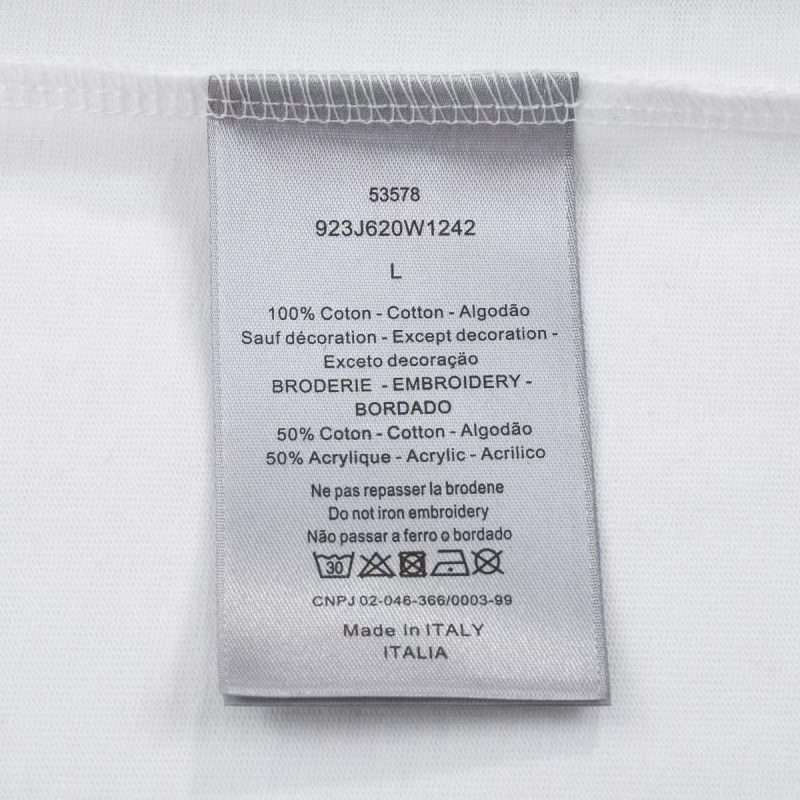 53578
923J620W1242
L
100% Coton - Cotton - Algodão
Sauf décoration - Except decoration -
Exceto decoração
BRODERIE - EMBROIDERY -
BORDADO
50% Coton - Cotton - Algodão
50% Acrylique - Acrylic - Acrilico
Ne pas repasser la brodene
Do not iron embroidery
Não passar a ferro o bordado
30
CNPJ 02-046-366/0003-99
Made In ITALY
ITALIA